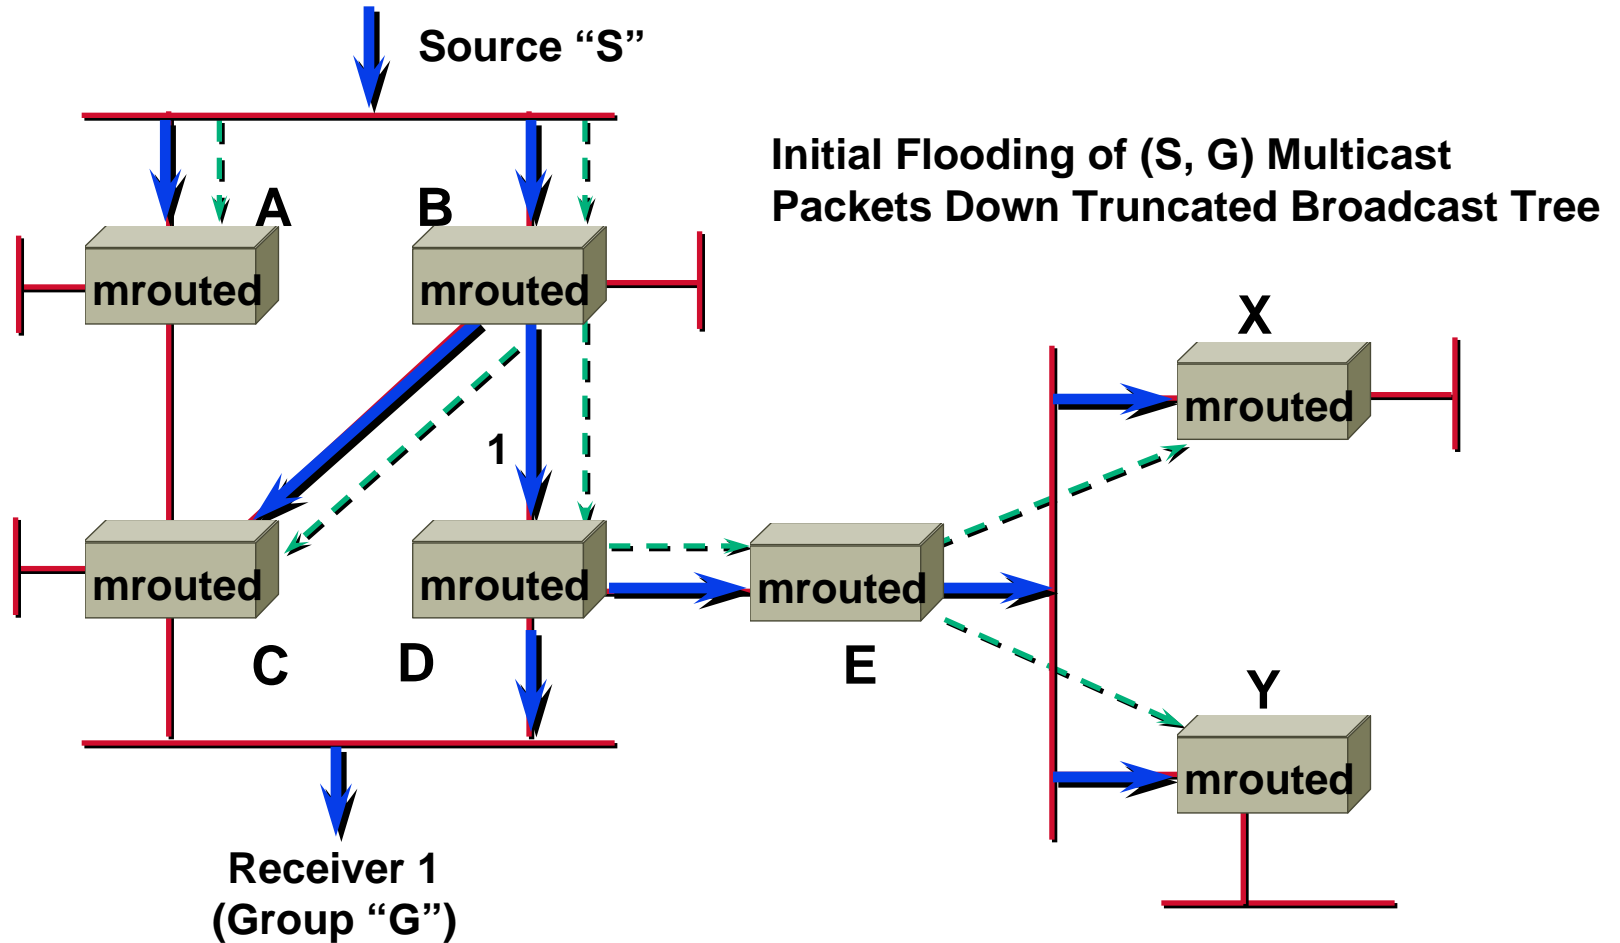 Source “S”
Initial Flooding of (S, G) Multicast
Packets Down Truncated Broadcast Tree
A
B
mrouted
mrouted
X
mrouted
1
mrouted
mrouted
mrouted
C
D
E
Y
mrouted
Receiver 1
(Group “G”)